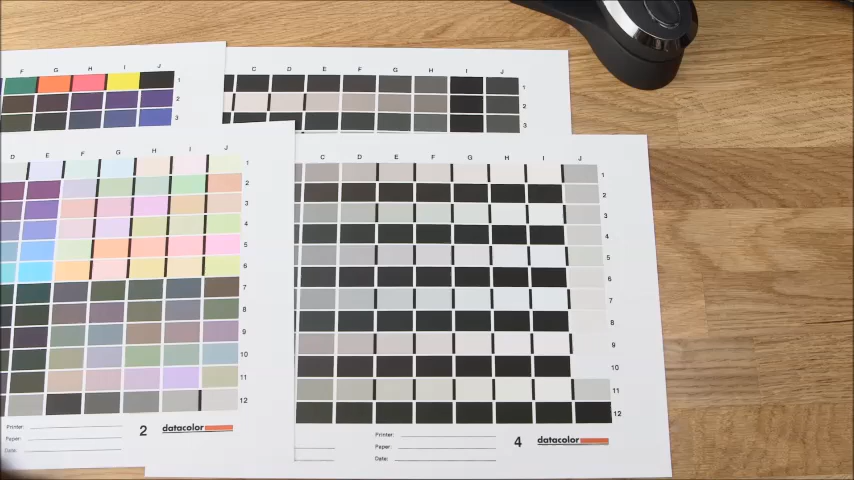 F G H I J
1
2
3
C D E F G H I J
1
2
3
D E F G H I J
1
2
3
4
5
6
7
8
9
10
11
12
Printer:
Paper:
Date:
2 datacolor
C D E F G H I J
1
2
3
4
5
6
7
8
9
10
11
12
Printer:
Paper:
Date:
4 datacolor